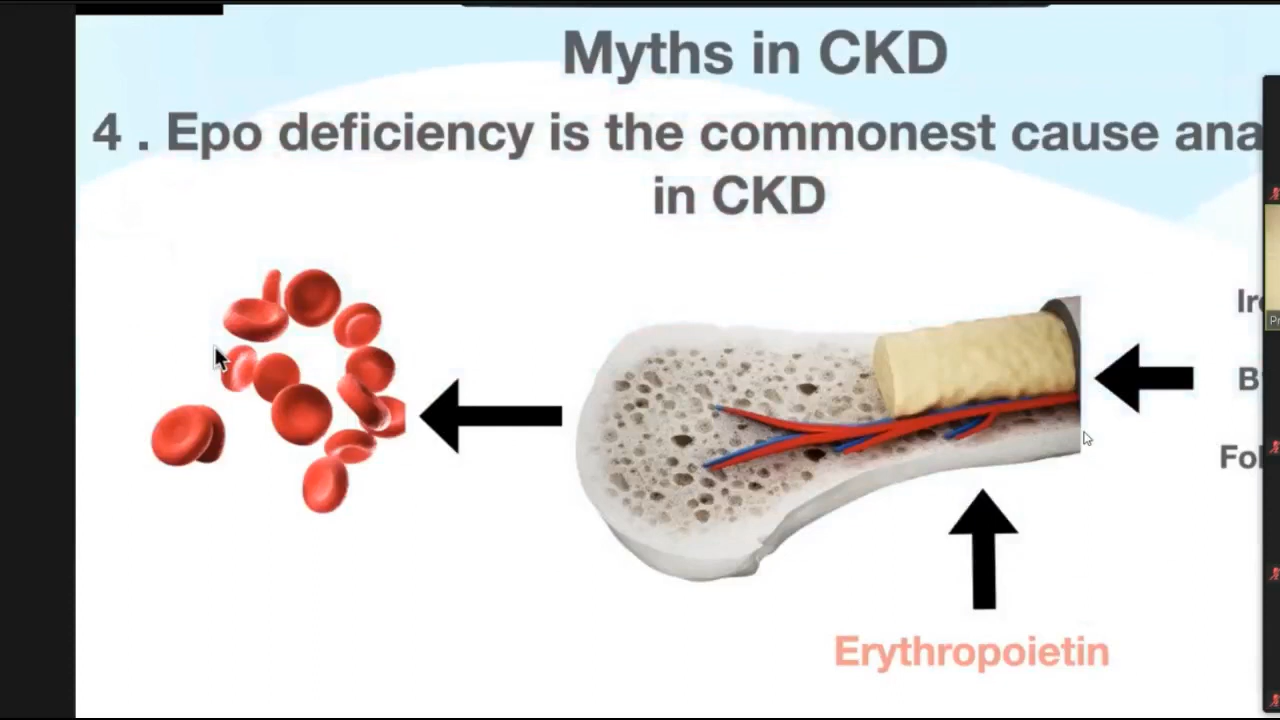 Myths in CKD
4 . Epo deficiency is the commonest cause ana
in CKD
Erythropoietin